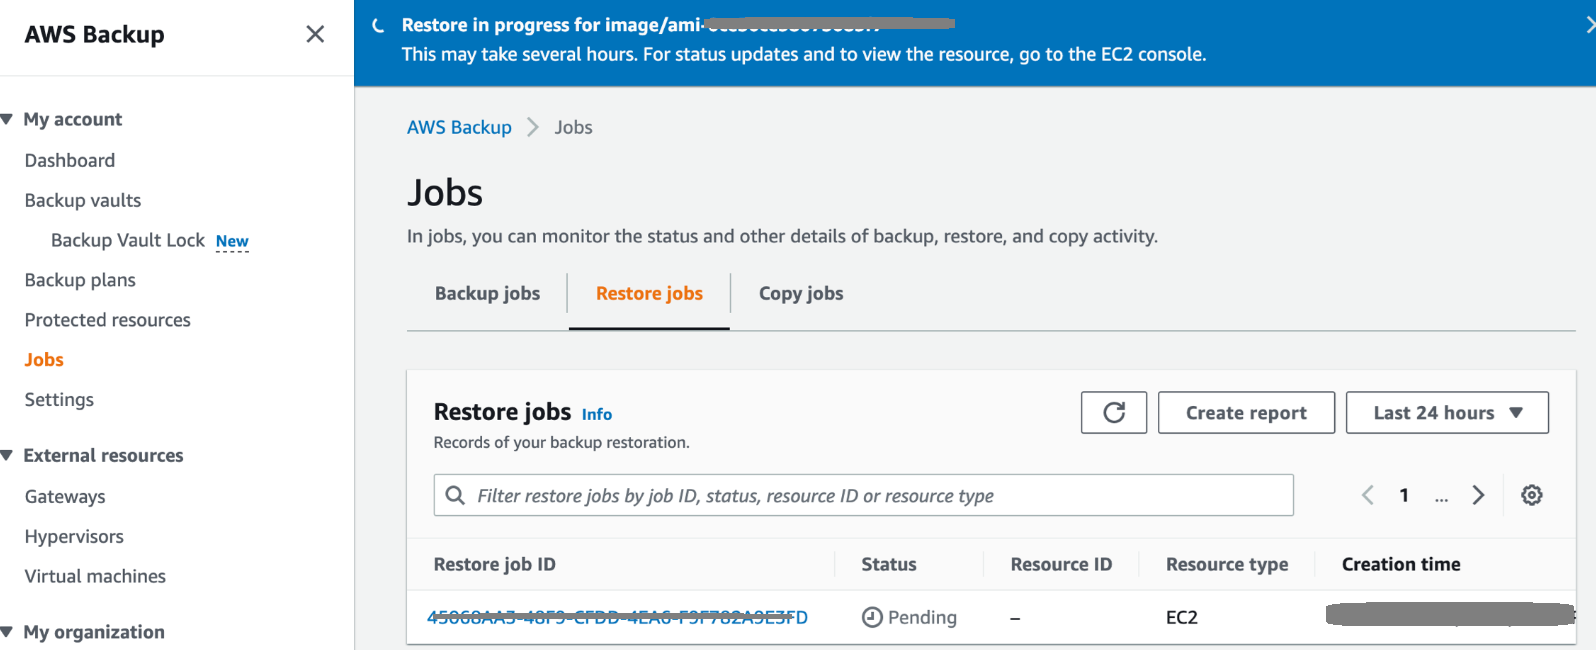 AWS Backup
Restore in progress for image/ami-
This may take several hours. For status updates and to view the resource, go to the EC2 console.
My account
Dashboard
Backup vaults
Backup Vault Lock New
Backup plans
Protected resources
Jobs
Settings
External resources
Gateways
Hypervisors
Virtual machines
My organization
AWS Backup > Jobs
Jobs
In jobs, you can monitor the status and other details of backup, restore, and copy activity.
Backup jobs Restore jobs Copy jobs
Restore jobs Info
Records of your backup restoration.
Create report
Last 24 hours
Filter restore jobs by job ID, status, resource ID or resource type
1 ...
Restore job ID Status Resource ID Resource type Creation time
Pending – EC2